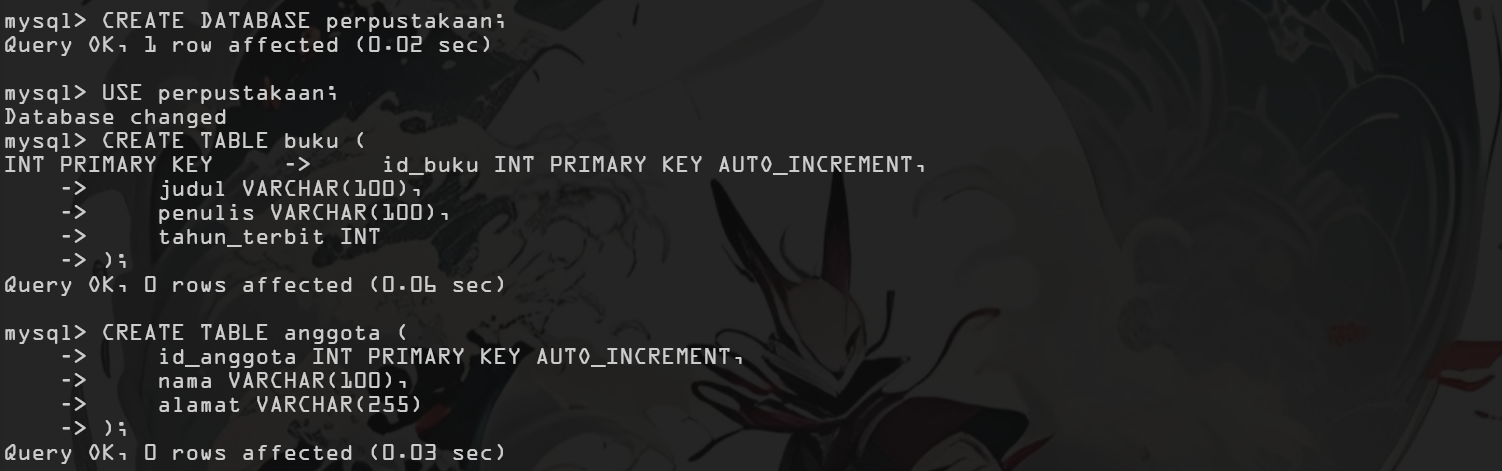 mysql> CREATE DATABASE perpustakaan;
Query OK, 1 row affected (0.02 sec)
mysql> USE perpustakaan;
Database changed
mysql> CREATE TABLE buku (
INT PRIMARY KEY     ->     id_buku INT PRIMARY KEY AUTO_INCREMENT,
    ->     judul VARCHAR(100),
    ->     penulis VARCHAR(100),
    ->     tahun_terbit INT
    -> );
Query OK, 0 rows affected (0.06 sec)
mysql> CREATE TABLE anggota (
    ->     id_anggota INT PRIMARY KEY AUTO_INCREMENT,
    ->     nama VARCHAR(100),
    ->     alamat VARCHAR(255)
    -> );
Query OK, 0 rows affected (0.03 sec)